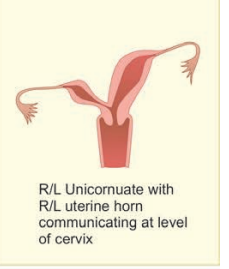 R/L Unicornuate with
R/L uterine horn
communicating at level
of cervix